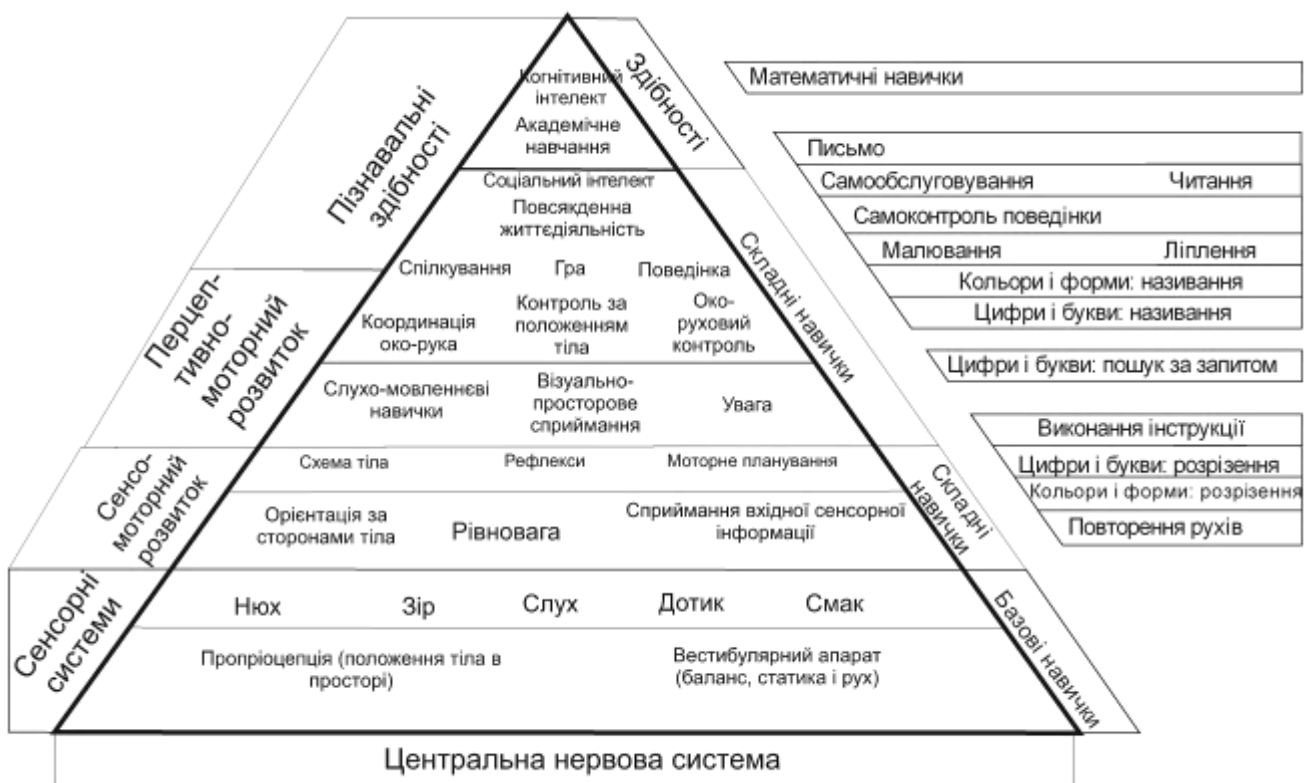 Когнітивний
інтелект
Академічне
навчання
Соціальний інтелект
Повсякденна
життєдіяльність
Спілкування Гра Поведінка
Координація
око-рука
Контроль за
положенням
тіла
Око-
руховий
контроль
Слухо-мовленнєві
навички
Візуально-
просторове
сприймання
Увага
Схема тіла Рефлекси Моторне планування
Орієнтація за
сторонами тіла
Рівновага
Сприймання вхідної сенсорної
інформації
Нюх Зір Слух Дотик Смак
Пропріоцепція (положення тіла в
просторі)
Вестибулярний апарат
(баланс, статика і рух)
Центральна нервова система
Пізнавальні
здібності
Перцеп-
тивно-
моторний
розвиток
Сенсо-
моторний
розвиток
Сенсорні
системи
Здібності
Складні навички
Складні
навички
Базові навички
Математичні навички
Письмо
Самообслуговування Читання
Самоконтроль поведінки
Малювання Ліплення
Кольори і форми: називання
Цифри і букви: називання
Цифри і букви: пошук за запитом
Виконання інструкції
Цифри і букви: розрізення
Кольори і форми: розрізення
Повторення рухів